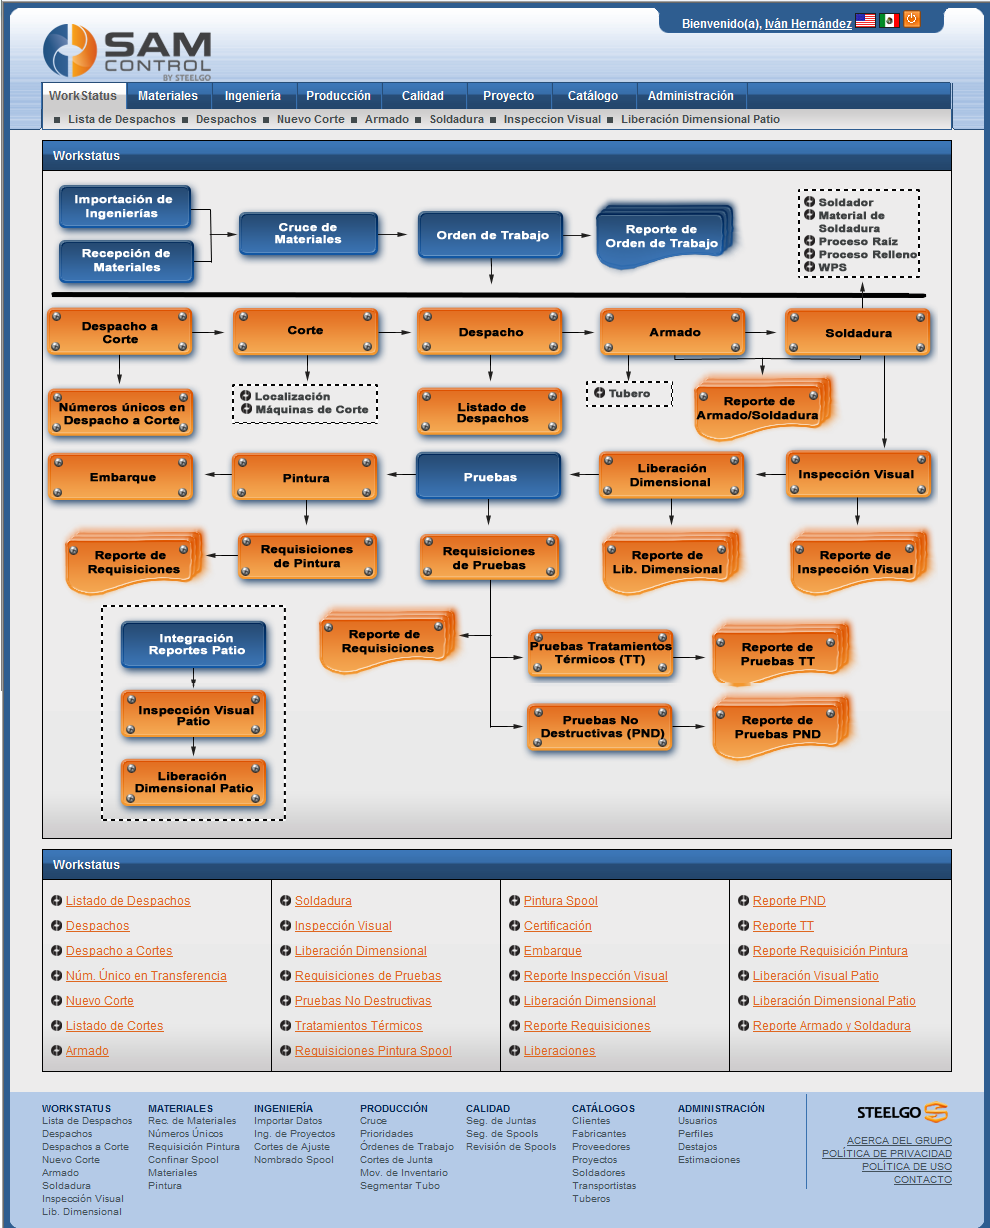 Bienvenido(a), Iván Hernández
SAM
CONTROL
BY STEELGO
WorkStatus
Materiales
Ingeniería
Producción
Calidad
Proyecto
Catálogo
Administración
Lista de Despachos
Despachos
Nuevo Corte
Armado
Soldadura
Inspeccion Visual
Liberación Dimensional Patio
Workstatus
Importación de
Ingenierías
Recepción de
Materiales
Cruce de
Materiales
Orden de Trabajo
Reporte de
Orden de Trabajo
Soldador
Material de
Soldadura
Proceso Raíz
Proceso Relleno
WPS
Despacho a
Corte
Corte
Despacho
Armado
Soldadura
Números únicos en
Despacho a Corte
Localización
Máquinas de Corte
Listado de
Despachos
Tubero
Reporte de
Armado/Soldadura
Embarque
Pintura
Pruebas
Liberación
Dimensional
Inspección Visual
Reporte de
Requisiciones
Requisiciones
de Pintura
Requisiciones
de Pruebas
Reporte de
Lib. Dimensional
Reporte de
Inspección Visual
Integración
Reportes Patio
Inspección Visual
Patio
Liberación
Dimensional Patio
Reporte de
Requisiciones
Pruebas Tratamientos
Térmicos (TT)
Reporte de
Pruebas TT
Pruebas No
Destructivas (PND)
Reporte de
Pruebas PND
Workstatus
Listado de Despachos
Despachos
Despacho a Cortes
Núm. Único en Transferencia
Nuevo Corte
Listado de Cortes
Armado
Soldadura
Inspección Visual
Liberación Dimensional
Requisiciones de Pruebas
Pruebas No Destructivas
Tratamientos Térmicos
Requisiciones Pintura Spool
Pintura Spool
Certificación
Embarque
Reporte Inspección Visual
Liberación Dimensional
Reporte Requisiciones
Liberaciones
Reporte PND
Reporte TT
Reporte Requisición Pintura
Liberación Visual Patio
Liberación Dimensional Patio
Reporte Armado y Soldadura
WORKSTATUS
Lista de Despachos
Despachos
Despachos a Corte
Nuevo Corte
Armado
Soldadura
Inspección Visual
Lib. Dimensional
MATERIALES
Rec. de Materiales
Números Únicos
Requisición Pintura
Confinar Spool
Materiales
Pintura
INGENIERÍA
Importar Datos
Ing. de Proyectos
Cortes de Ajuste
Nombrado Spool
PRODUCCIÓN
Cruce
Prioridades
Órdenes de Trabajo
Cortes de Junta
Mov. de Inventario
Segmentar Tubo
CALIDAD
Seg. de Juntas
Seg. de Spools
Revisión de Spools
CATÁLOGOS
Clientes
Fabricantes
Proveedores
Proyectos
Soldadores
Transportistas
Tuberos
ADMINISTRACIÓN
Usuarios
Perfiles
Destajos
Estimaciones
STEELGO
ACERCA DEL GRUPO
POLÍTICA DE PRIVACIDAD
POLÍTICA DE USO
CONTACTO